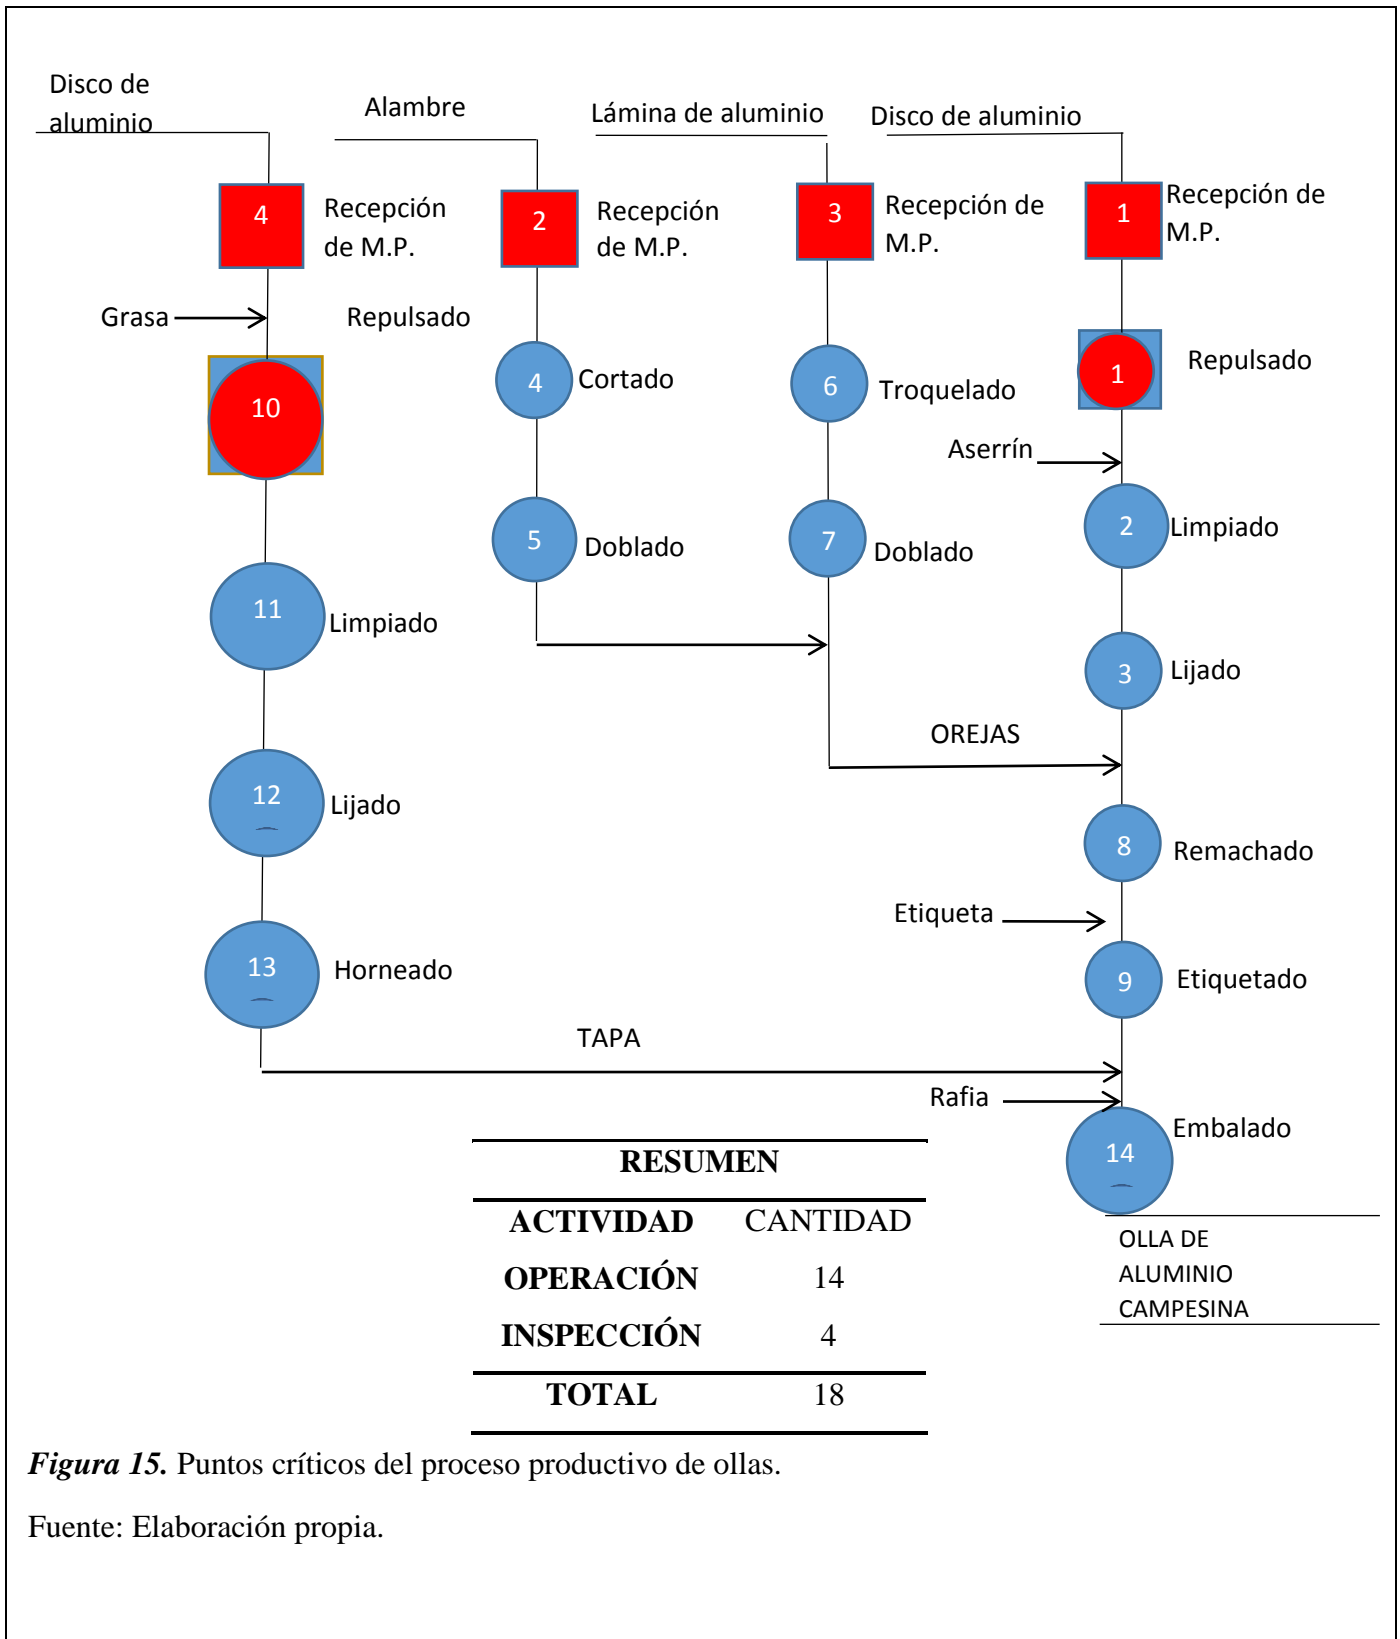 Disco de
aluminio
Alambre
Lámina de aluminio
Disco de aluminio
4
Recepción
de M.P.
2
Recepción
de M.P.
3
Recepción de
M.P.
1
Recepción de
M.P.
Grasa
Repulsado
10
4
Cortado
6
Troquelado
1
Repulsado
Aserrín
5
Doblado
7
Doblado
2
Limpiado
11
Limpiado
3
Lijado
OREJAS
12
Lijado
8
Remachado
Etiqueta
13
Horneado
9
Etiquetado
TAPA
Rafia
14
Embalado
OLLA DE
ALUMINIO
CAMPESINA
RESUMEN
ACTIVIDAD CANTIDAD
OPERACIÓN 14
INSPECCIÓN 4
TOTAL 18
Figura 15. Puntos críticos del proceso productivo de ollas.
Fuente: Elaboración propia.